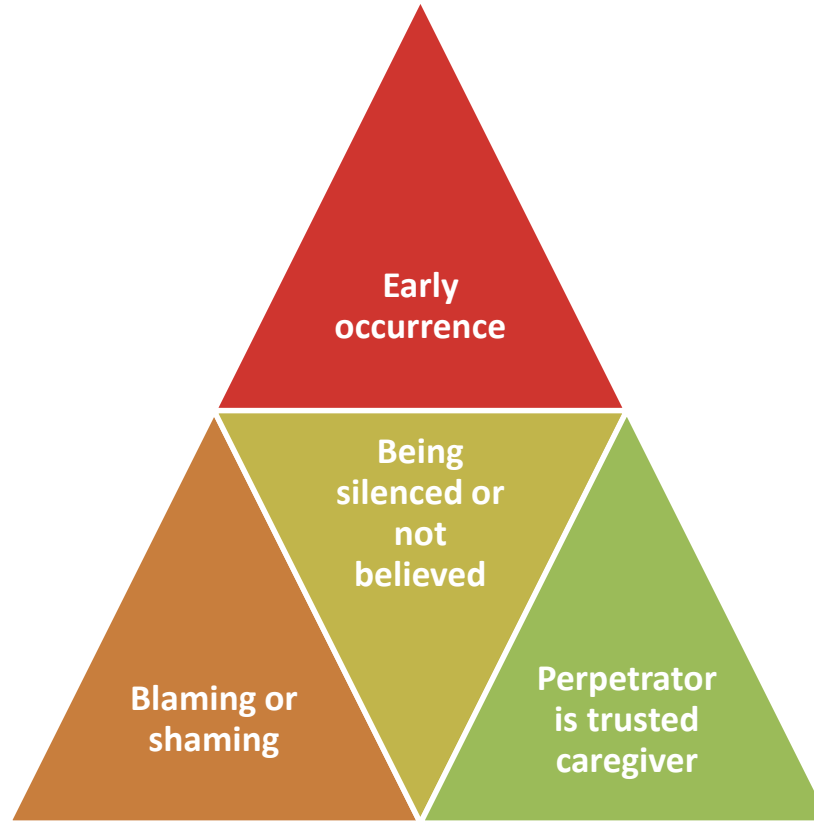 Early
occurrence
Being
silenced or
not
believed
Blaming or
shaming
Perpetrator
is trusted
caregiver